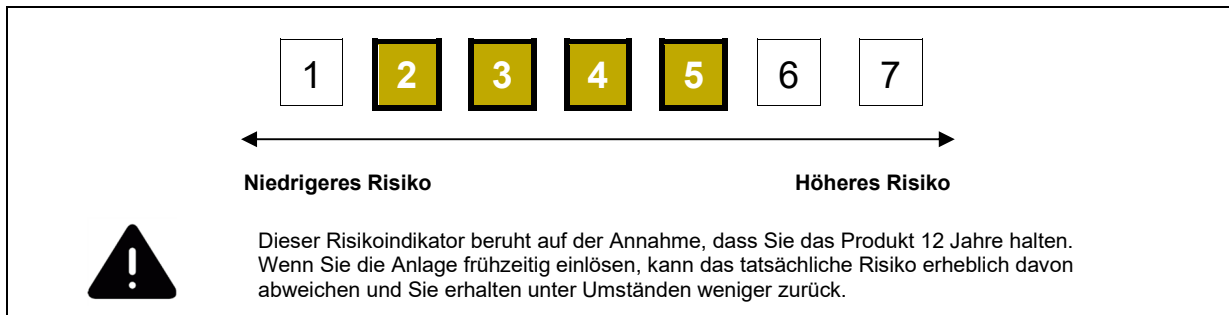 1 2 3 4 5 6 7
Niedrigeres Risiko Höheres Risiko
Dieser Risikoindikator beruht auf der Annahme, dass Sie das Produkt 12 Jahre halten.
Wenn Sie die Anlage frühzeitig einlösen, kann das tatsächliche Risiko erheblich davon
abweichen und Sie erhalten unter Umständen weniger zurück.